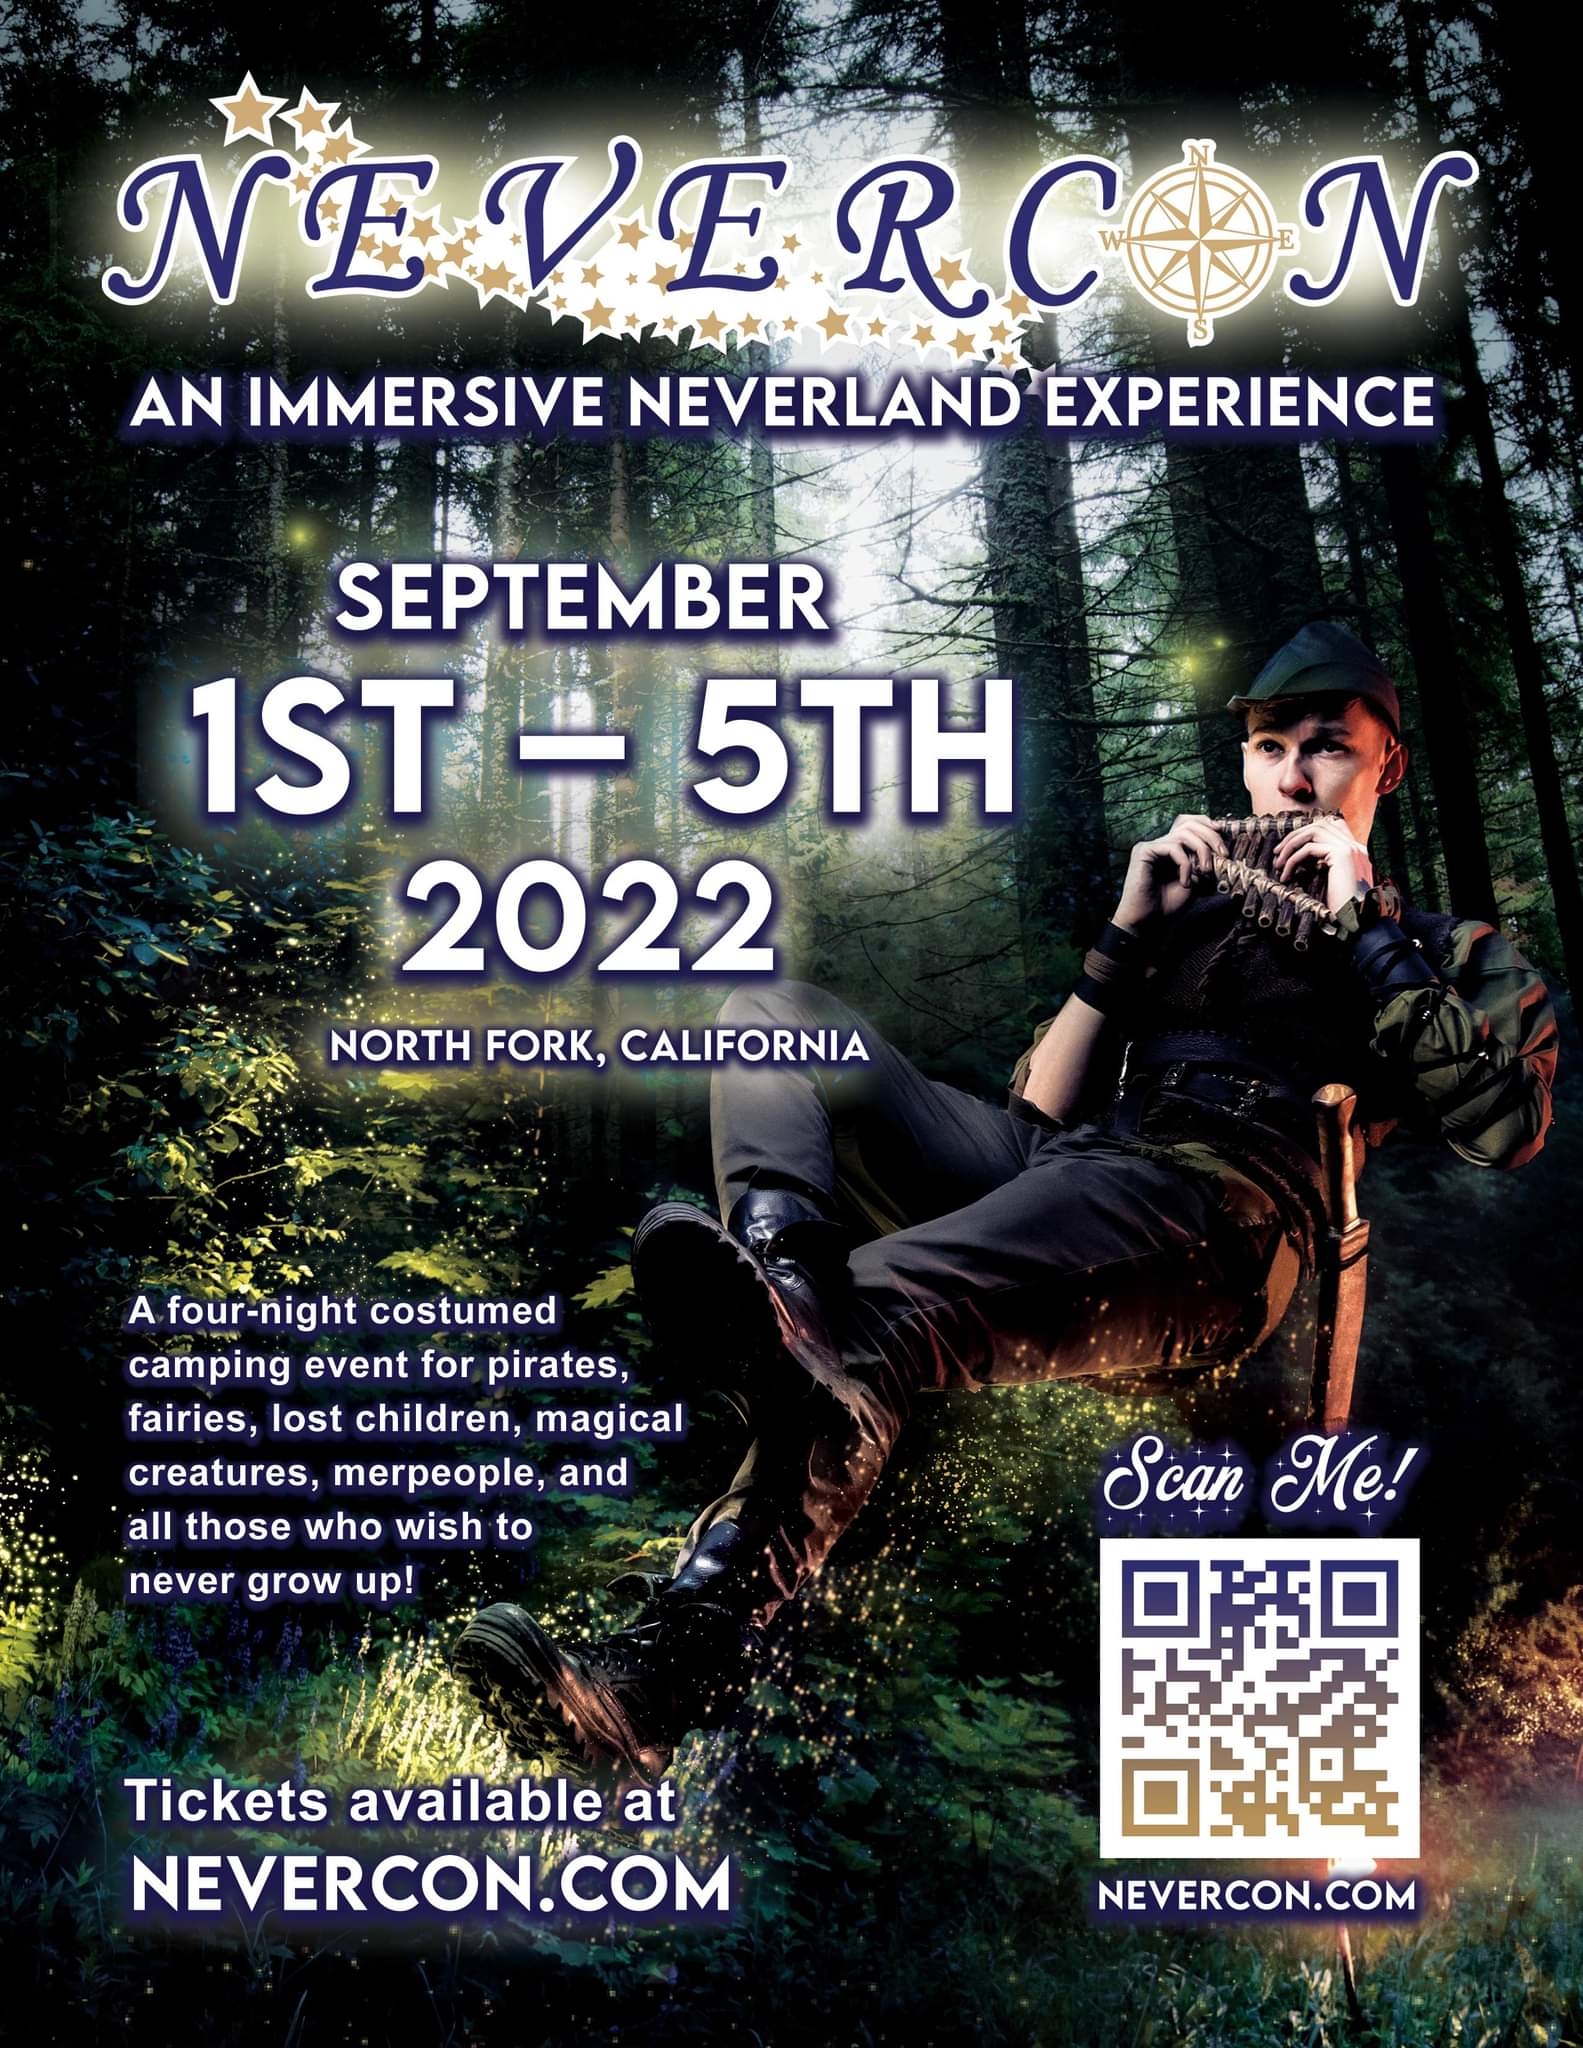 NEVERCON
N
W E
S
AN IMMERSIVE NEVERLAND EXPERIENCE
SEPTEMBER
1ST – 5TH
2022
NORTH FORK, CALIFORNIA
A four-night costumed
camping event for pirates,
fairies, lost children, magical
creatures, merpeople, and
all those who wish to
never grow up!
Tickets available at
NEVERCON.COM
Scan Me!
NEVERCON.COM